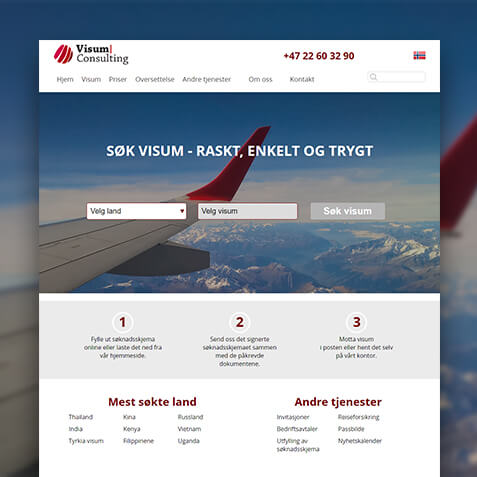 Visum
Consulting
+47 22 60 32 90
Hjem Visum Priser Oversettelse Andre tjenester Om oss Kontakt
SØK VISUM - RASKT, ENKELT OG TRYGT
Velg land Velg visum Søk visum
1
Fylle ut søknadsskjema
online eller laste det ned fra
vår hjemmeside.
2
Send oss det signerte
søknadsskjemaet sammen
med de påkrevde
dokumentene.
3
Motta visum
i posten eller hent det selv
på vårt kontor.
Mest søkte land
Thailand Kina Russland
India Kenya Vietnam
Tyrkia visum Filippinene Uganda
Andre tjenester
Invitasjoner Reiseforsikring
Bedriftsavtaler Passbilde
Utfylling av
søknadsskjema
Nyhetskalender